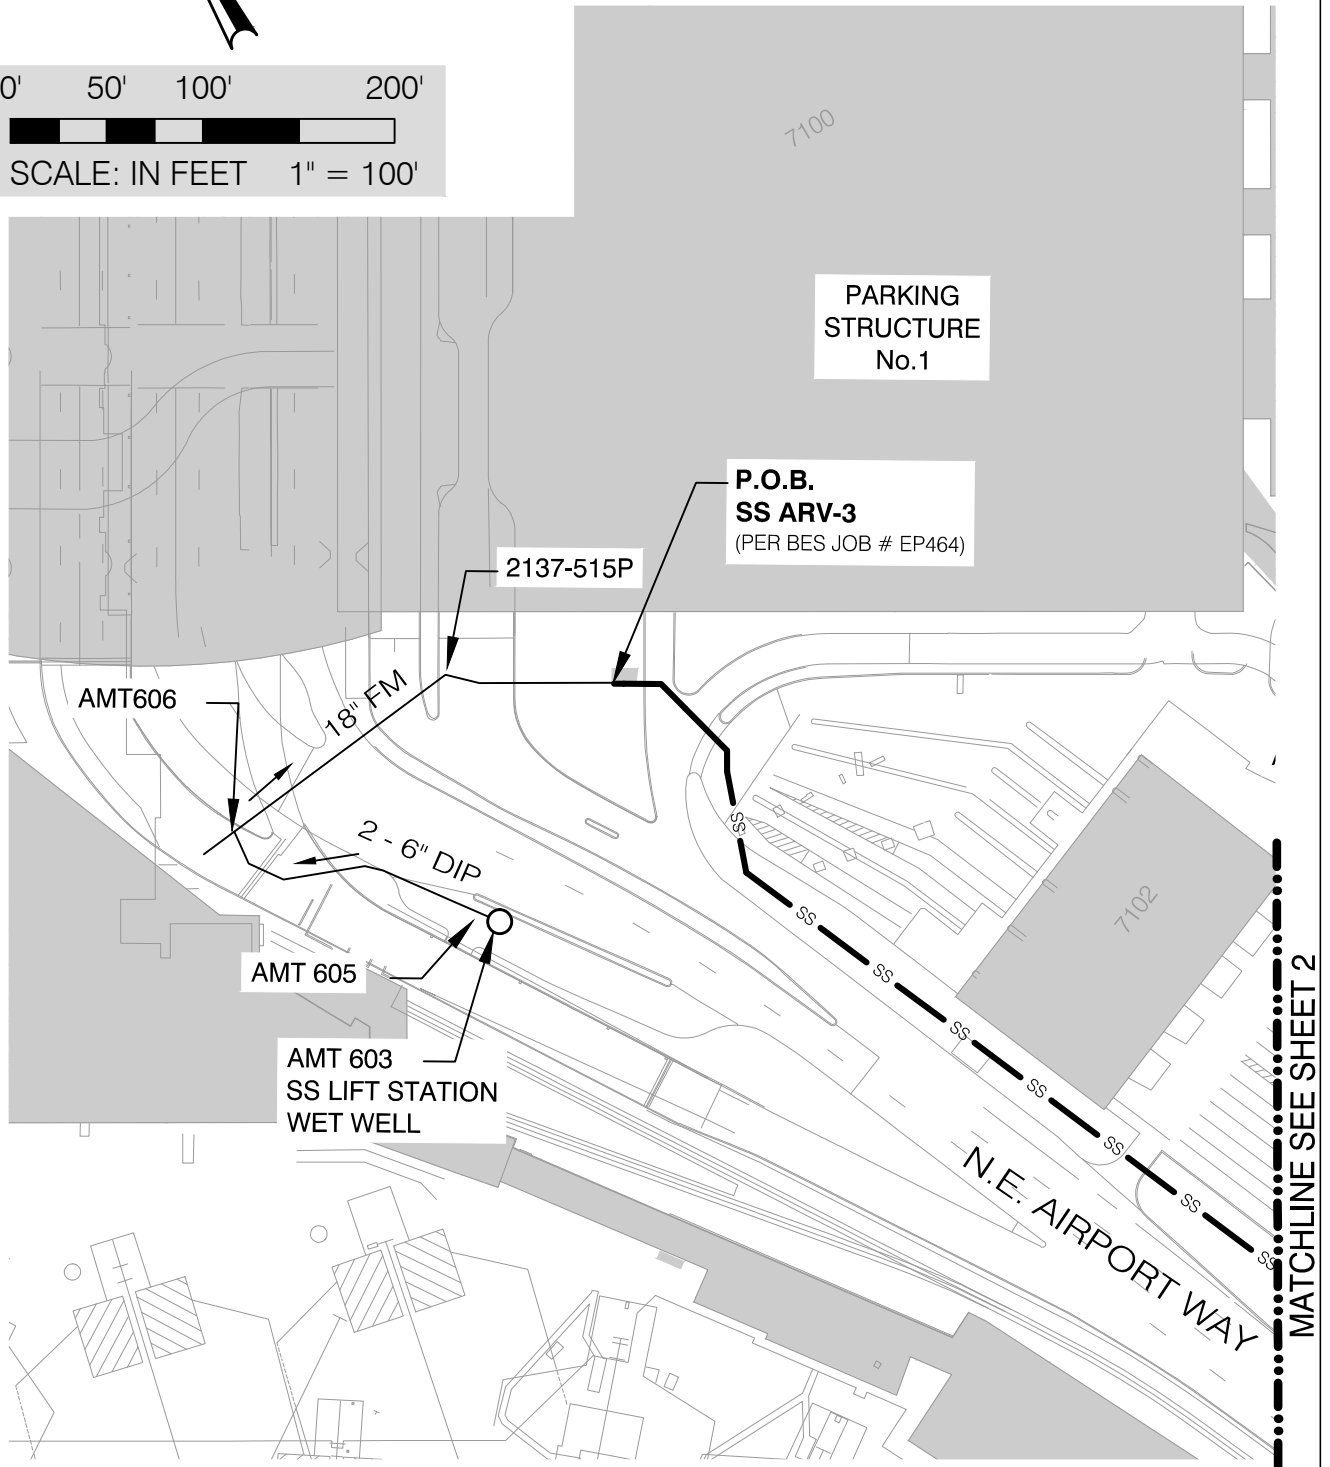 0' 50' 100' 200'
SCALE: IN FEET 1" = 100'
7100
PARKING
STRUCTURE
No.1
P.O.B.
SS ARV-3
(PER BES JOB # EP464)
2137-515P
AMT606
18" FM
2 - 6" DIP
SS
SS
SS
SS
SS
SS
SS
SS
7102
AMT 605
AMT 603
SS LIFT STATION
WET WELL
N.E. AIRPORT WAY
MATCHLINE SEE SHEET 2